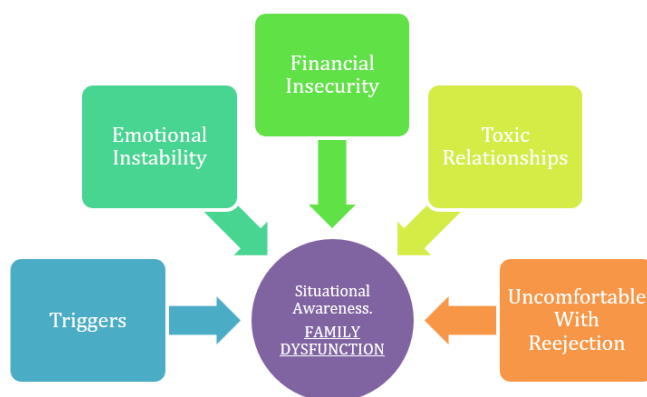 Financial
Insecurity
Emotional
Instability
Toxic
Relationships
Triggers
Situational
Awareness.
FAMILY
DYSFUNCTION
Uncomfortable
With
Reejection